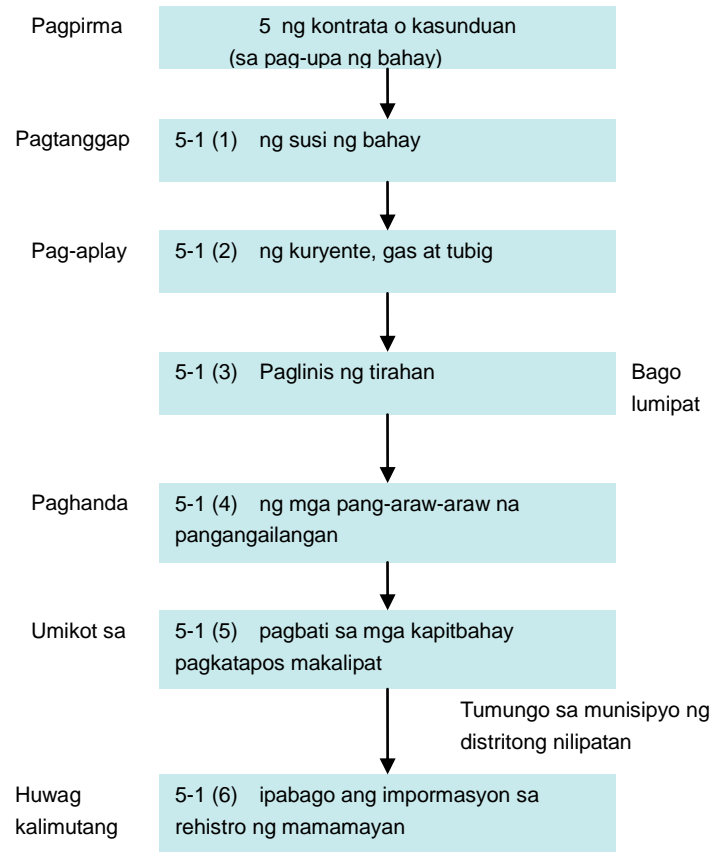 Pagpirma
5 ng kontrata o kasunduan
(sa pag-upa ng bahay)
Pagtanggap
5-1 (1) ng susi ng bahay
Pag-aplay
5-1 (2) ng kuryente, gas at tubig
5-1 (3) Paglinis ng tirahan
Bago
lumipat
Paghanda
5-1 (4) ng mga pang-araw-araw na
pangangailangan
Umikot sa
5-1 (5) pagbati sa mga kapitbahay
pagkatapos makalipat
Tumungo sa munisipyo ng
distritong nilipatan
Huwag
kalimutang
5-1 (6) ipabago ang impormasyon sa
rehistro ng mamamayan